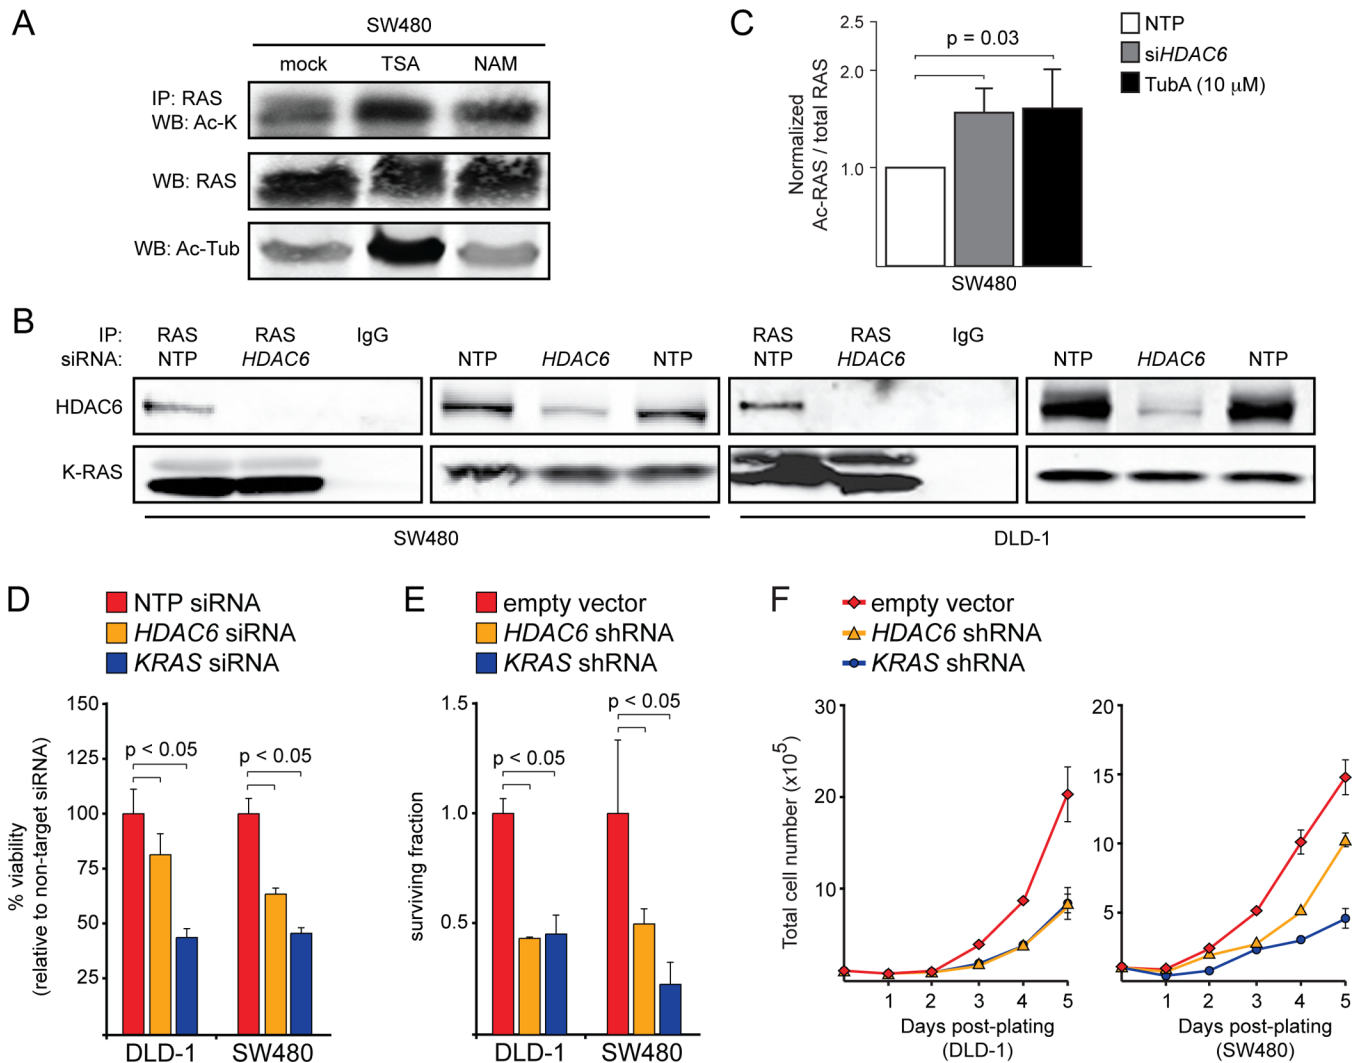 A
SW480
mock TSA NAM
IP: RAS
WB: Ac-K
WB: RAS
WB: Ac-Tub
C
2.5
2.0
1.0
Normalized
Ac-RAS / total RAS
p = 0.03
SW480
NTP
siHDAC6
TubA (10 μM)
B
IP: RAS RAS IgG RAS RAS IgG
siRNA: NTP HDAC6 NTP HDAC6 NTP NTP HDAC6 NTP HDAC6 NTP
HDAC6
K-RAS
SW480 DLD-1
D
NTP siRNA
HDAC6 siRNA
KRAS siRNA
% viability
(relative to non-target siRNA)
150
125
100
75
50
25
p < 0.05
p < 0.05
DLD-1 SW480
E
empty vector
HDAC6 shRNA
KRAS shRNA
surviving fraction
1.5
1.0
0.5
p < 0.05
p < 0.05
DLD-1 SW480
F
empty vector
HDAC6 shRNA
KRAS shRNA
Total cell number (x10⁵)
30
20
10
1 2 3 4 5
Days post-plating
(DLD-1)
20
15
10
5
1 2 3 4 5
Days post-plating
(SW480)